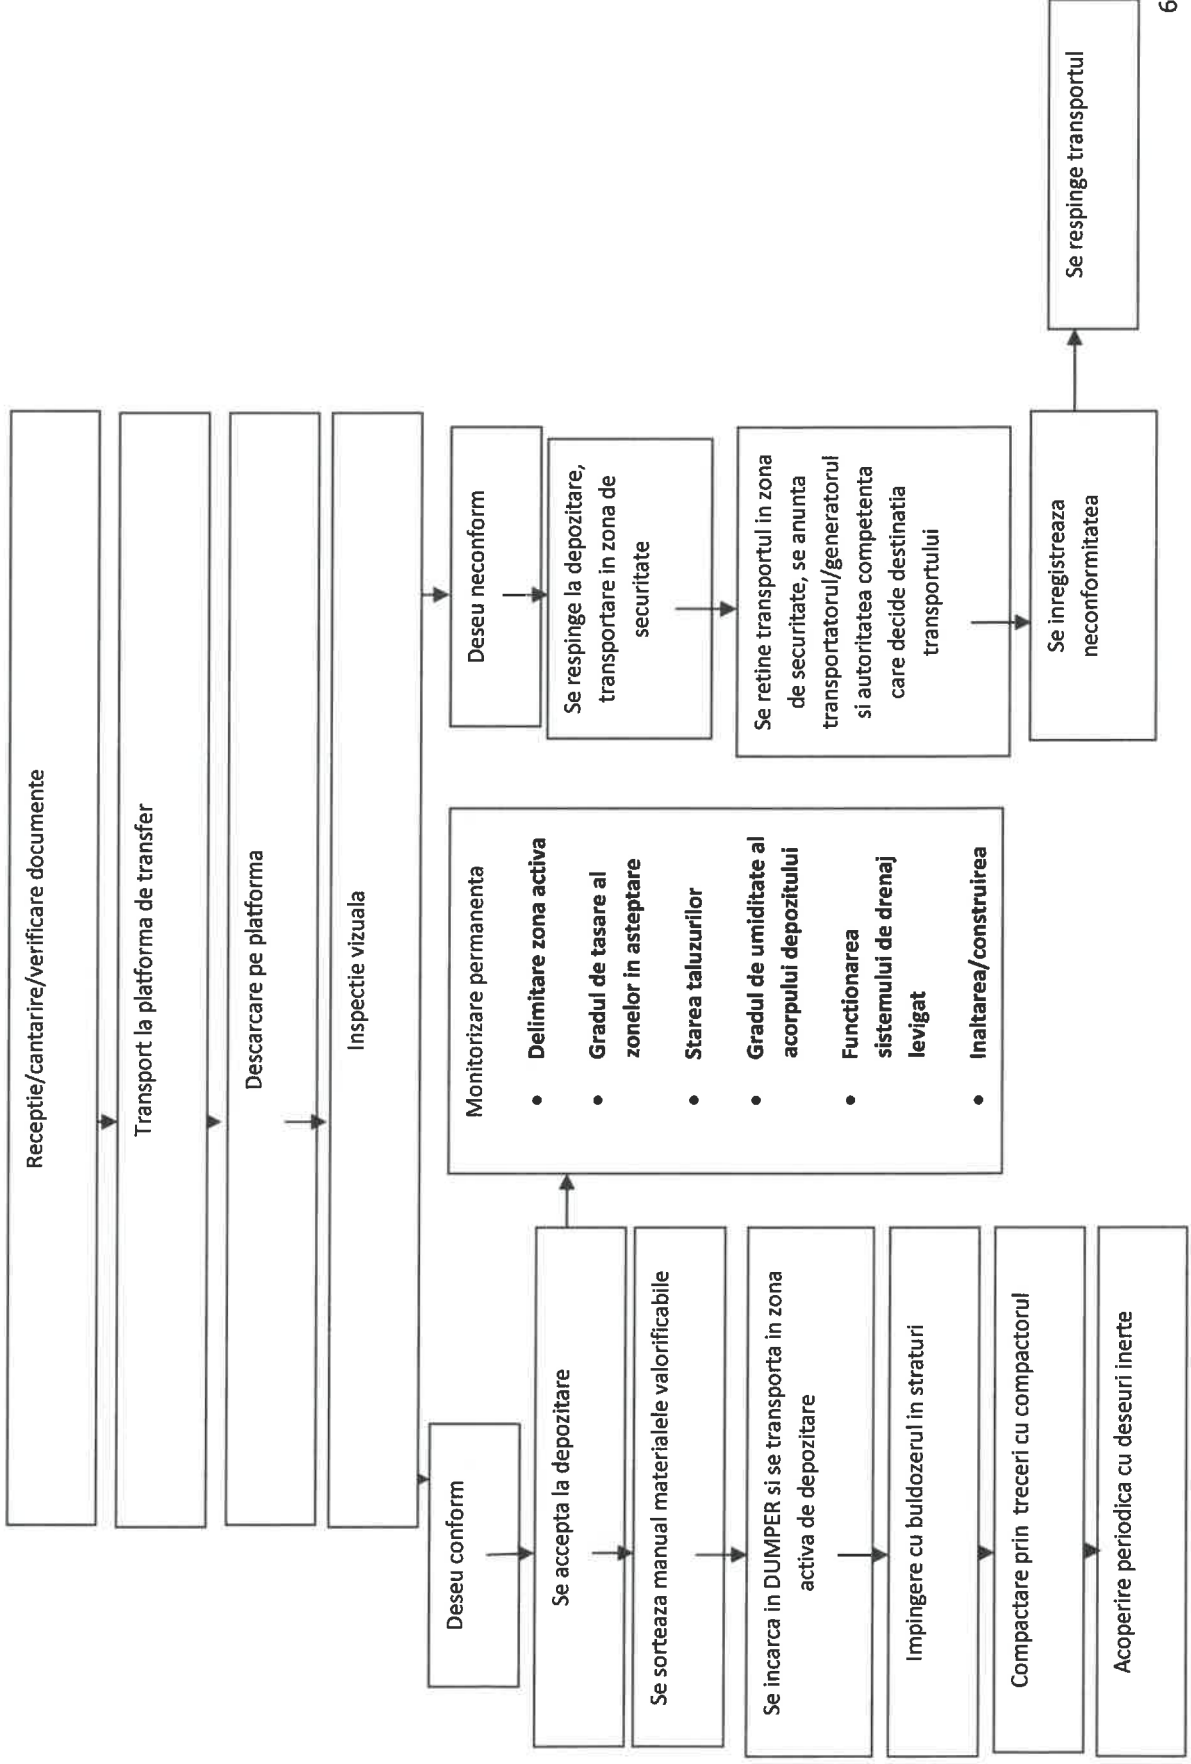 Receptie/cantarire/verificare documente
Transport la platforma de transfer
Descarcare pe platforma
Inspectie vizuala
Deseu conform
Se accepta la depozitare
Se sorteaza manual materialele valorificabile
Se incarca in DUMPER si se transporta in zona
activa de depozitare
Impingere cu buldozerul in straturi
Compactare prin treceri cu compactorul
Acoperire periodica cu deseuri inerte
Monitorizare permanenta
• Delimitare zona activa
• Gradul de tasare al
zonelor in asteptare
• Starea taluzurilor
• Gradul de umiditate al
acorpului depozitului
• Functionarea
sistemului de drenaj
levigat
• Inaltarea/construirea
Deseu neconform
Se respinge la depozitare,
transportare in zona de
securitate
Se retine transportul in zona
de securitate, se anunta
transportatorul/generatorul
si autoritatea competenta
care decide destinatia
transportului
Se inregistreaza
neconformitatea
Se respinge transportul
6